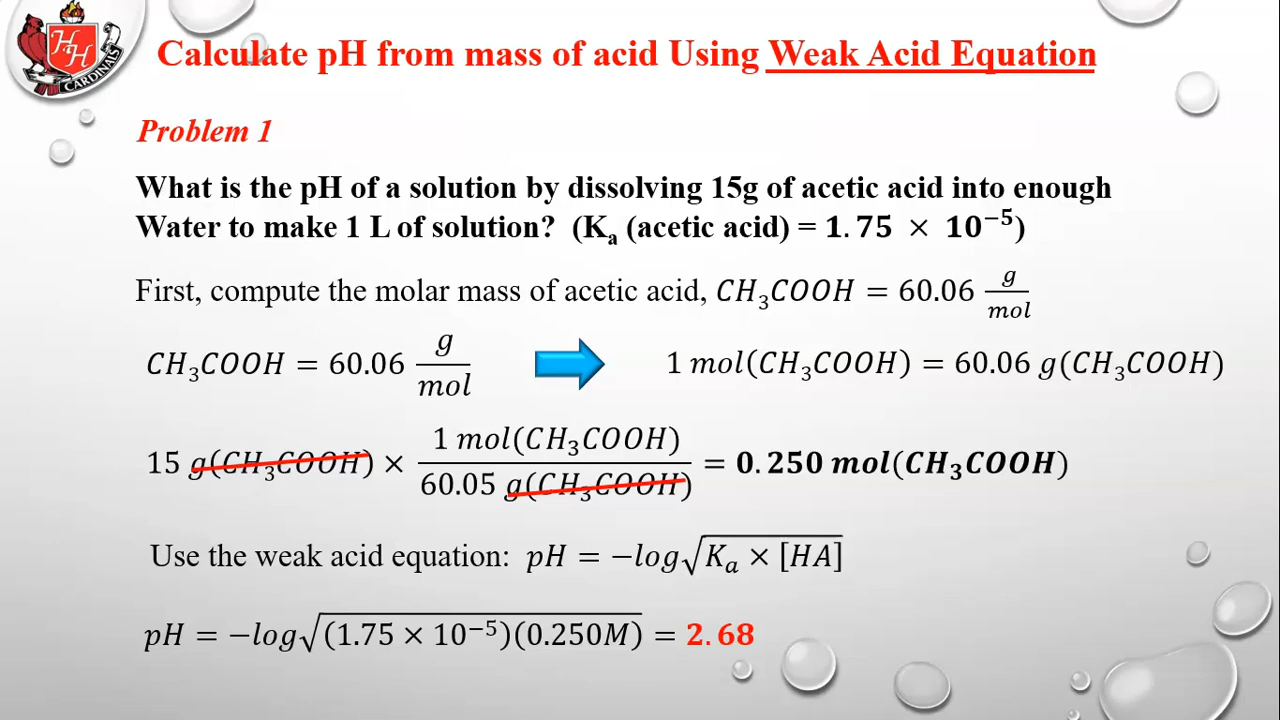 HH
CARDINALS
Calculate pH from mass of acid Using Weak Acid Equation
Problem 1
What is the pH of a solution by dissolving 15g of acetic acid into enough
Water to make 1 L of solution? (Kₐ (acetic acid) = 1.75 × 10⁻⁵)
First, compute the molar mass of acetic acid, CH₃COOH = 60.06 g/mol
CH₃COOH = 60.06 g/mol 1 mol(CH₃COOH) = 60.06 g(CH₃COOH)
15 g(CH₃COOH) × 1 mol(CH₃COOH)/60.05 g(CH₃COOH) = 0.250 mol(CH₃COOH)
Use the weak acid equation: pH = −log√(Kₐ × [HA])
pH = −log√((1.75 × 10⁻⁵)(0.250M)) = 2.68